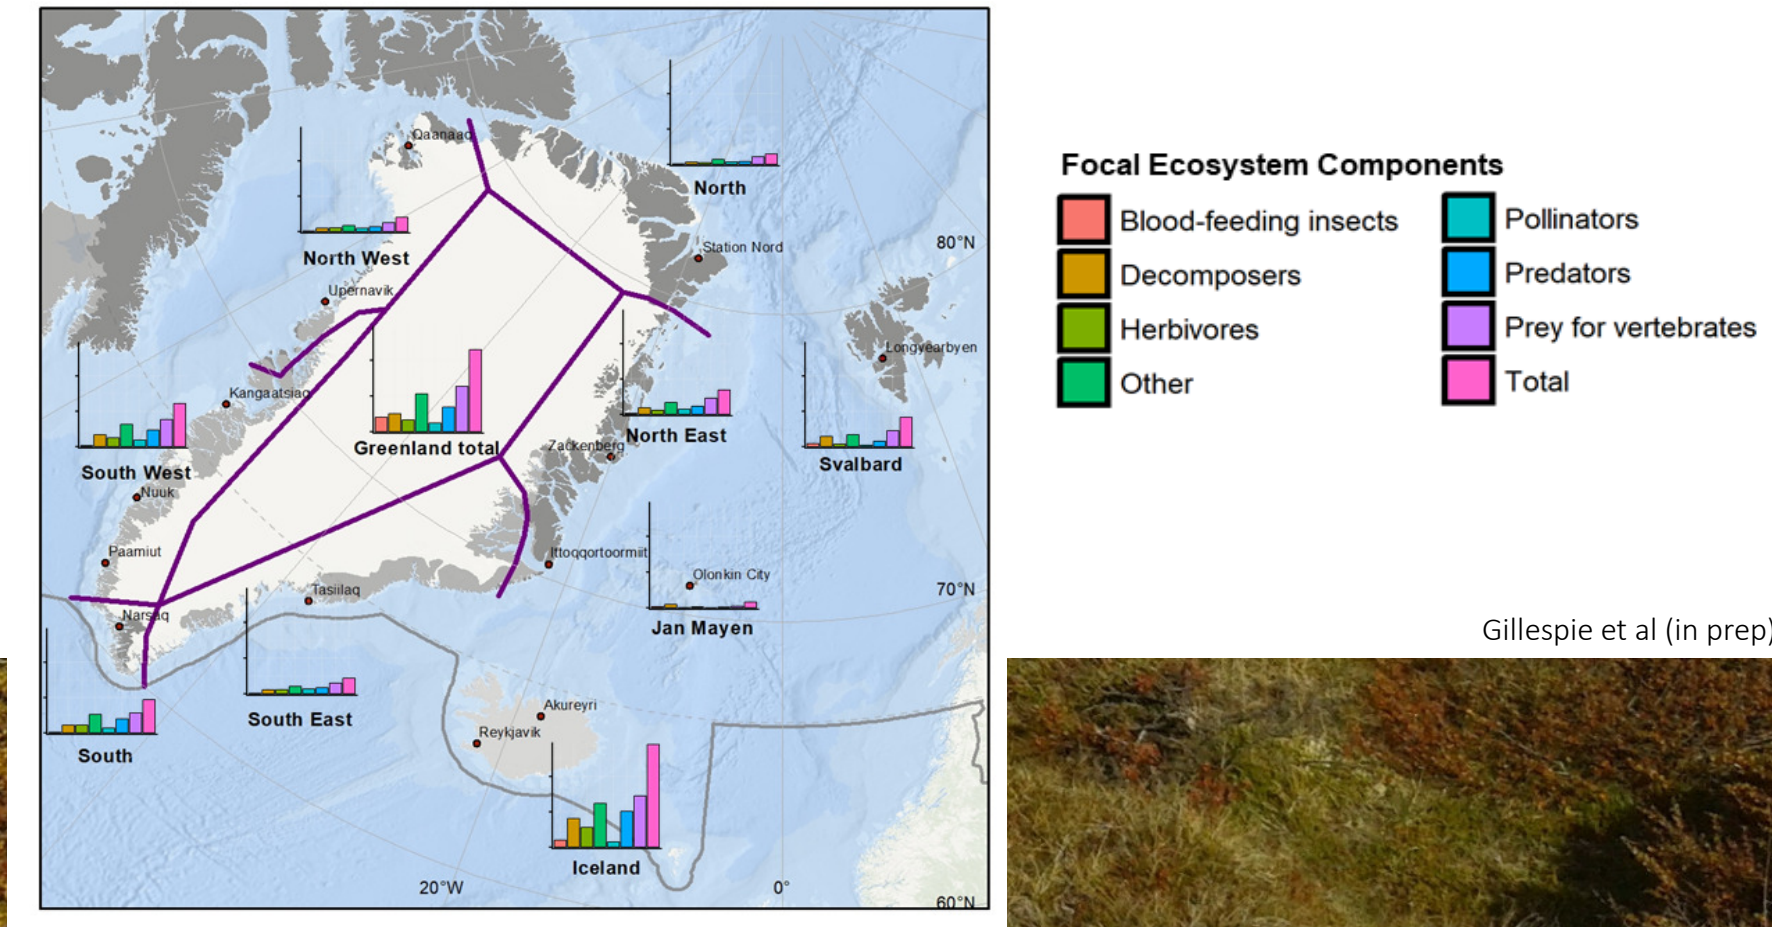 Qaanaaq
North
North West
Station Nord
80°N
Upernavik
Longyearbyen
Kangaatsiaq
North East
Greenland total
Zackenberg
Svalbard
South West
Nuuk
Paamiut
Ittoqqortoormiit
Olonkin City
Tasiilaq
70°N
Narsaq
Jan Mayen
South East
Akureyri
Reykjavik
South
Iceland
20°W
0°
60°N
Focal Ecosystem Components
Blood-feeding insects
Decomposers
Herbivores
Other
Pollinators
Predators
Prey for vertebrates
Total
Gillespie et al (in prep)